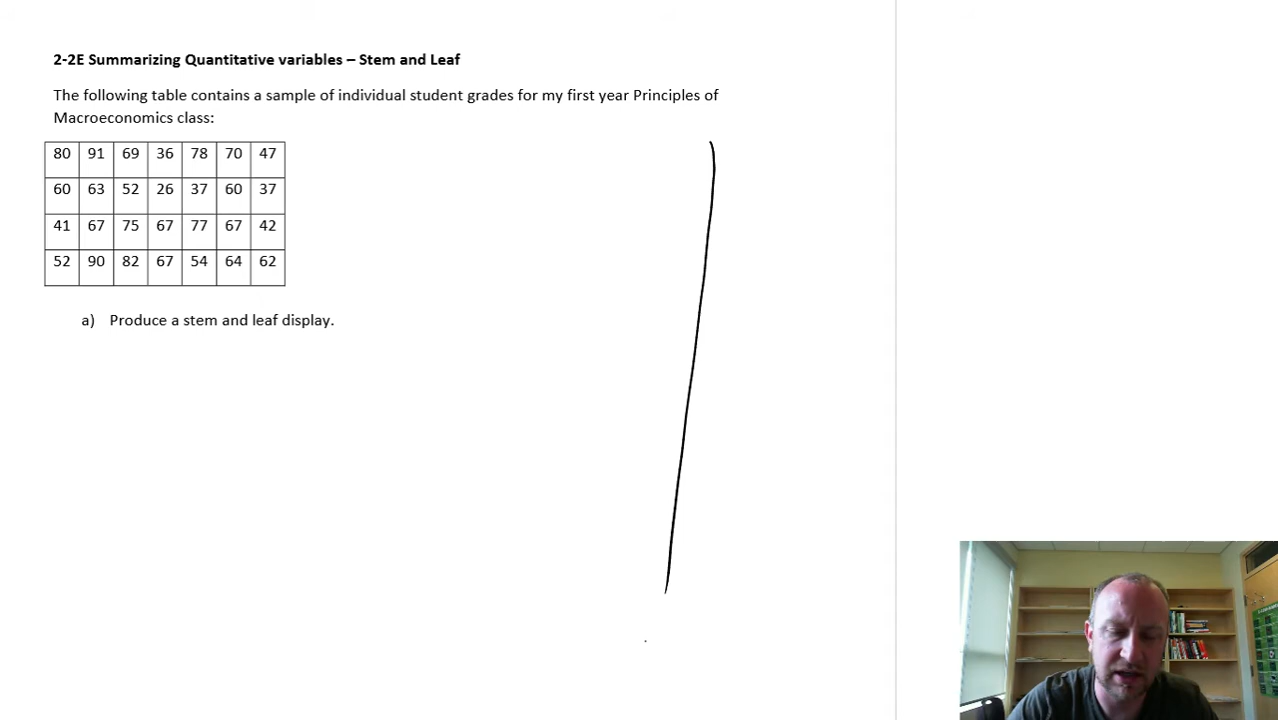 2-2E Summarizing Quantitative variables – Stem and Leaf
The following table contains a sample of individual student grades for my first year Principles of
Macroeconomics class:
80 91 69 36 78 70 47
60 63 52 26 37 60 37
41 67 75 67 77 67 42
52 90 82 67 54 64 62
a) Produce a stem and leaf display.